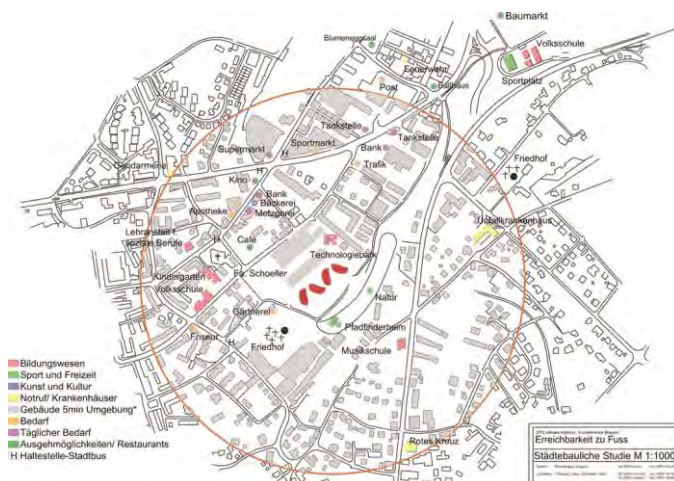 Baumarkt
Blumeneggsaal
Volksschule
Feuerwehr
Sportplatz
Post
Tankstelle
Tankstelle
Supermarkt
Sportmarkt
Bank
H
Trafik
Friedhof
Gendarmerie
Kino
Bank
Bäckerei
Metzgerei
Apotheke
Unfallkrankenhaus
Lehranstalt f.
soziale Berufe
H
Café
Technologiepark
Fa. Schoeller
Kindergarten
Volksschule
Natur
Gärtnerei
Pfadfinderheim
Friseur
H
Friedhof
Musikschule
Rotes Kreuz
Bildungswesen
Sport und Freizeit
Kunst und Kultur
Notruf/ Krankenhäuser
Gebäude 5min Umgebung*
Bedarf
Täglicher Bedarf
Ausgehmöglichkeiten/ Restaurants
H Haltestelle-Stadtbus
Erreichbarkeit zu Fuss
Städtebauliche Studie M 1:1000